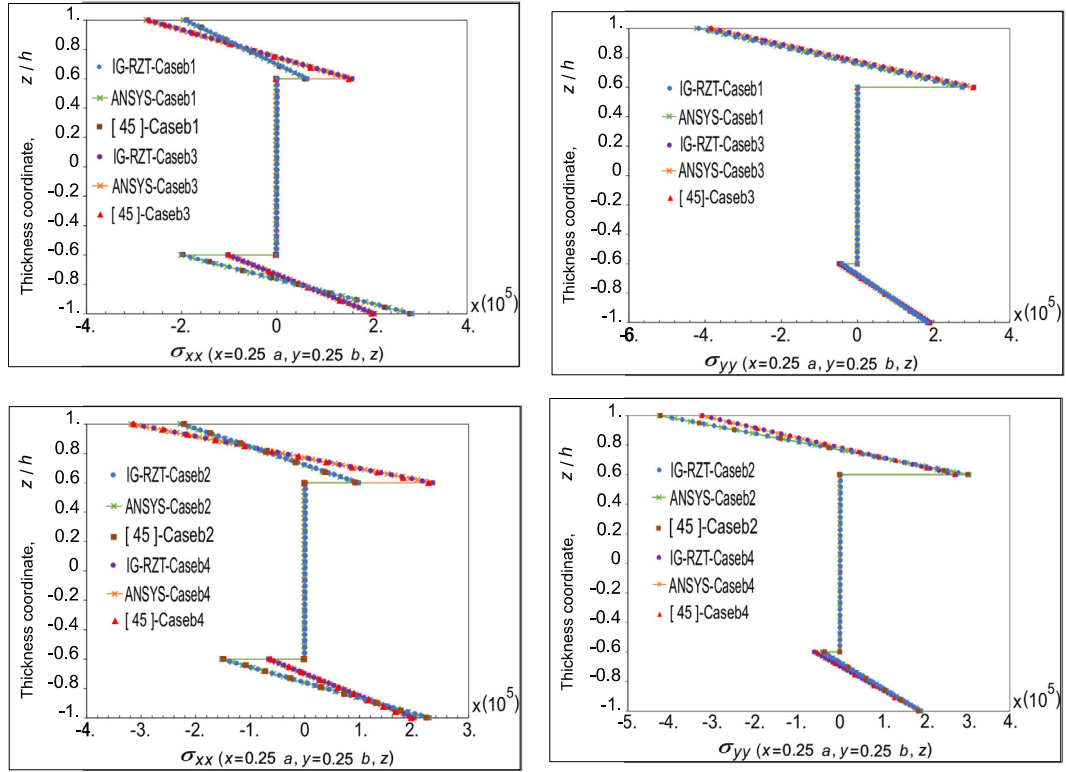 z / h
Thickness coordinate,
1.
0.8
0.6
0.4
0.2
0
-0.2
-0.4
-0.6
-0.8
-1.
IG-RZT-Caseb1
ANSYS-Caseb1
[ 45 ]-Caseb1
IG-RZT-Caseb3
ANSYS-Caseb3
[ 45 ]-Caseb3
x(10⁵)
-4. -2. 0 2. 4.
σxx (x=0.25 a, y=0.25 b, z)
z / h
Thickness coordinate,
1.
0.8
0.6
0.4
0.2
0
-0.2
-0.4
-0.6
-0.8
-1.
IG-RZT-Caseb1
ANSYS-Caseb1
IG-RZT-Caseb3
ANSYS-Caseb3
[ 45]-Caseb3
x(10⁵)
-6. -4. -2. 0. 2. 4.
σyy (x=0.25 a, y=0.25 b, z)
z / h
Thickness coordinate,
1.
0.8
0.6
0.4
0.2
0
-0.2
-0.4
-0.6
-0.8
-1.
IG-RZT-Caseb2
ANSYS-Caseb2
[ 45 ]-Caseb2
IG-RZT-Caseb4
ANSYS-Caseb4
[ 45 ]-Caseb4
x(10⁵)
-4. -3. -2. -1. 0. 1. 2. 3.
σxx (x=0.25 a, y=0.25 b, z)
z / h
Thickness coordinate,
1.
0.8
0.6
0.4
0.2
0
-0.2
-0.4
-0.6
-0.8
-1.
IG-RZT-Caseb2
ANSYS-Caseb2
[ 45 ]-Caseb2
IG-RZT-Caseb4
ANSYS-Caseb4
[ 45 ]-Caseb4
x(10⁵)
-5. -4. -3. -2. -1. 0 1. 2. 3. 4.
σyy (x=0.25 a, y=0.25 b, z)